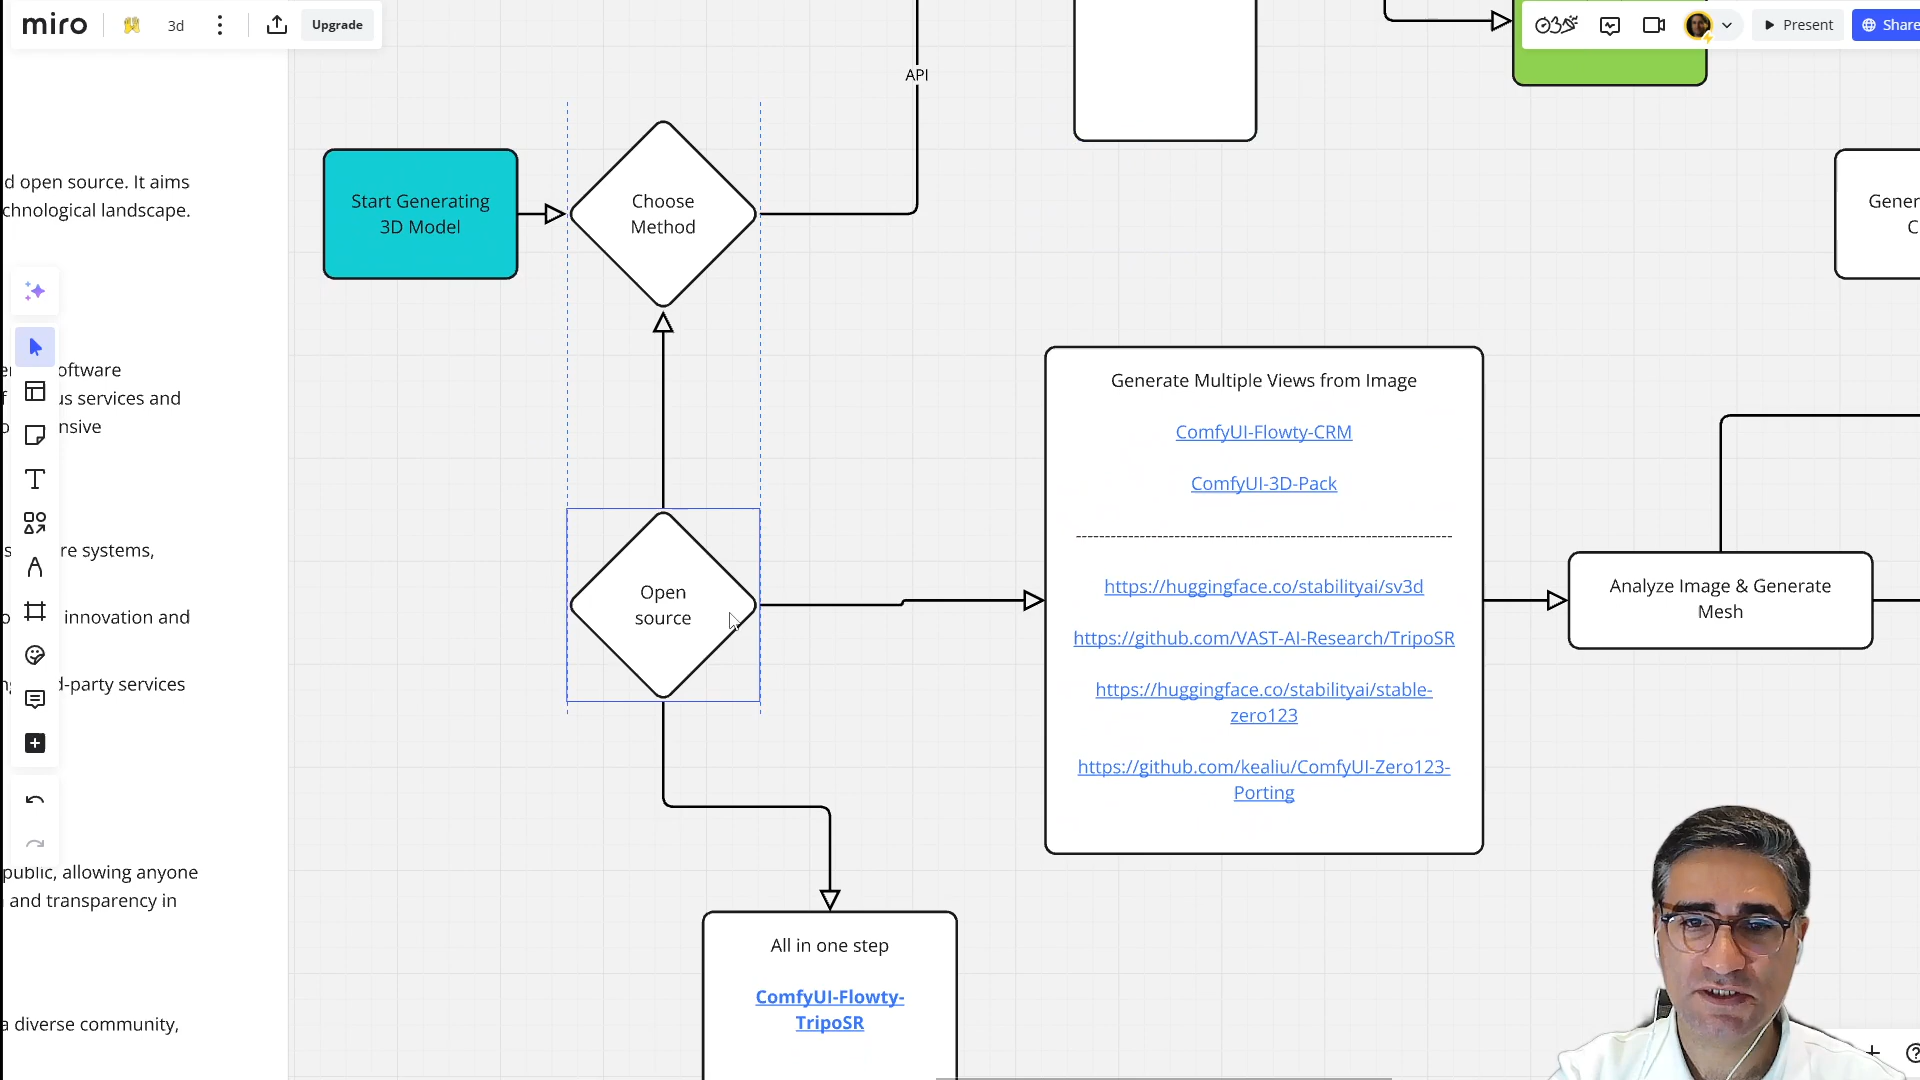 miro
3d
Upgrade
Present
Share
API
d open source. It aims
chnological landscape.
Start Generating
3D Model
Choose
Method
Gener
C
oftware
us services and
nsive
Generate Multiple Views from Image
ComfyUI-Flowty-CRM
ComfyUI-3D-Pack
--------------------------------------------------------------
https://huggingface.co/stabilityai/sv3d
https://github.com/VAST-AI-Research/TripoSR
https://huggingface.co/stabilityai/stable-
zero123
https://github.com/kealiu/ComfyUI-Zero123-
Porting
Open
source
Analyze Image & Generate
Mesh
re systems,
innovation and
d-party services
public, allowing anyone
and transparency in
a diverse community,
All in one step
ComfyUI-Flowty-
TripoSR